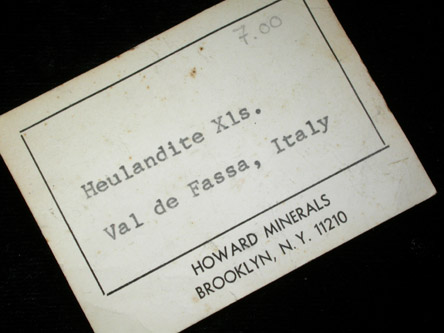 7.00
Heulandite Xls.
Val de Fassa, Italy
HOWARD MINERALS
BROOKLYN, N. Y. 11210